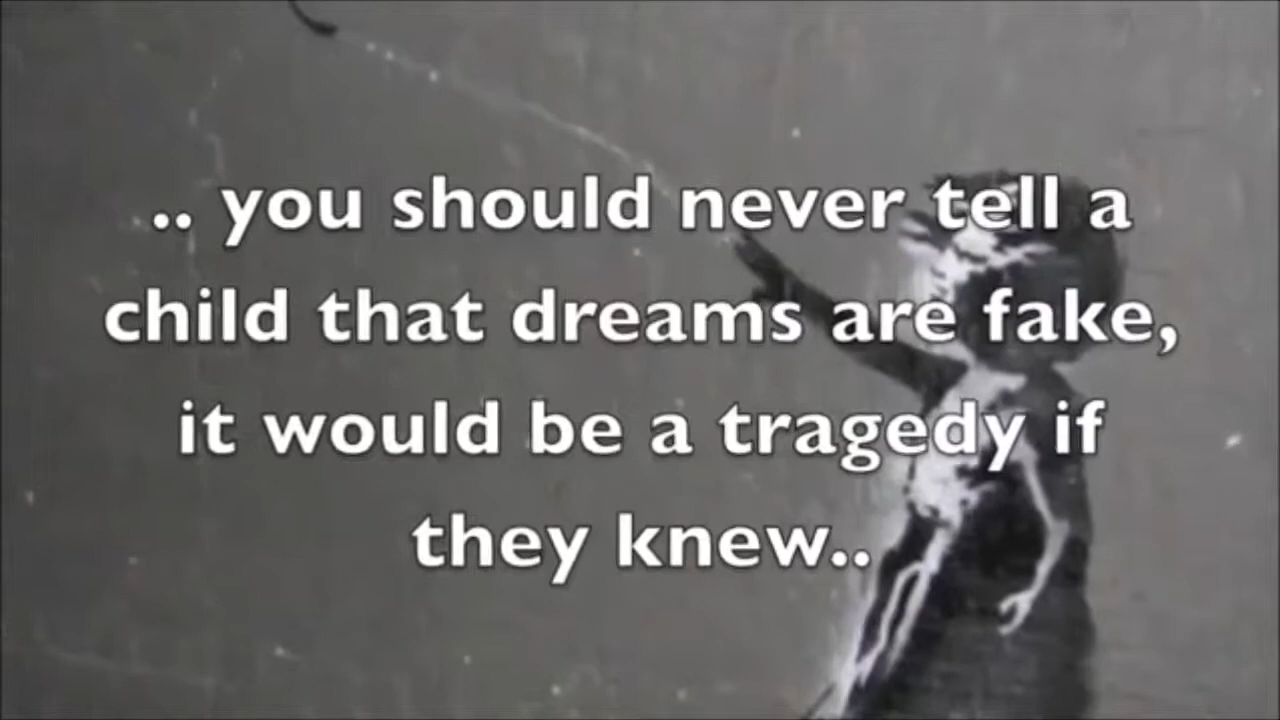 .. you should never tell a
child that dreams are fake,
it would be a tragedy if
they knew..